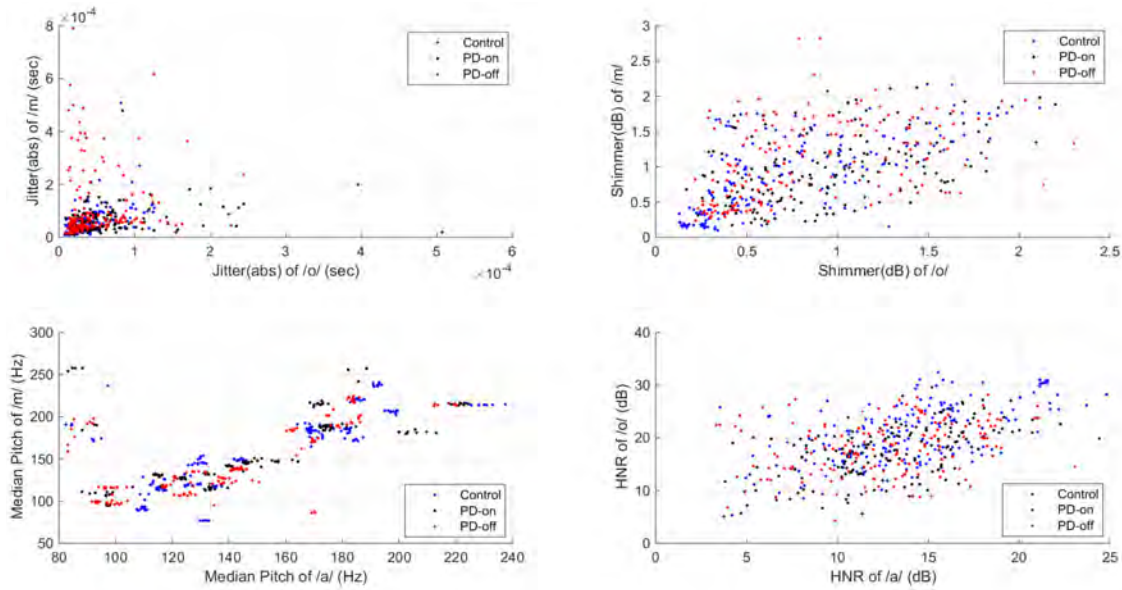 ×10⁻⁴
8
6
4
2
0
Jitter(abs) of /m/ (sec)
Control
PD-on
PD-off
0 1 2 3 4 5 6
Jitter(abs) of /o/ (sec)
×10⁻⁴
3
2.5
2
1.5
1
0.5
0
Shimmer(dB) of /m/
Control
PD-on
PD-off
0 0.5 1 1.5 2 2.5
Shimmer(dB) of /o/
300
250
200
150
100
50
Median Pitch of /m/ (Hz)
Control
PD-on
PD-off
80 100 120 140 160 180 200 220 240
Median Pitch of /a/ (Hz)
40
30
20
10
0
HNR of /o/ (dB)
Control
PD-on
PD-off
0 5 10 15 20 25
HNR of /a/ (dB)